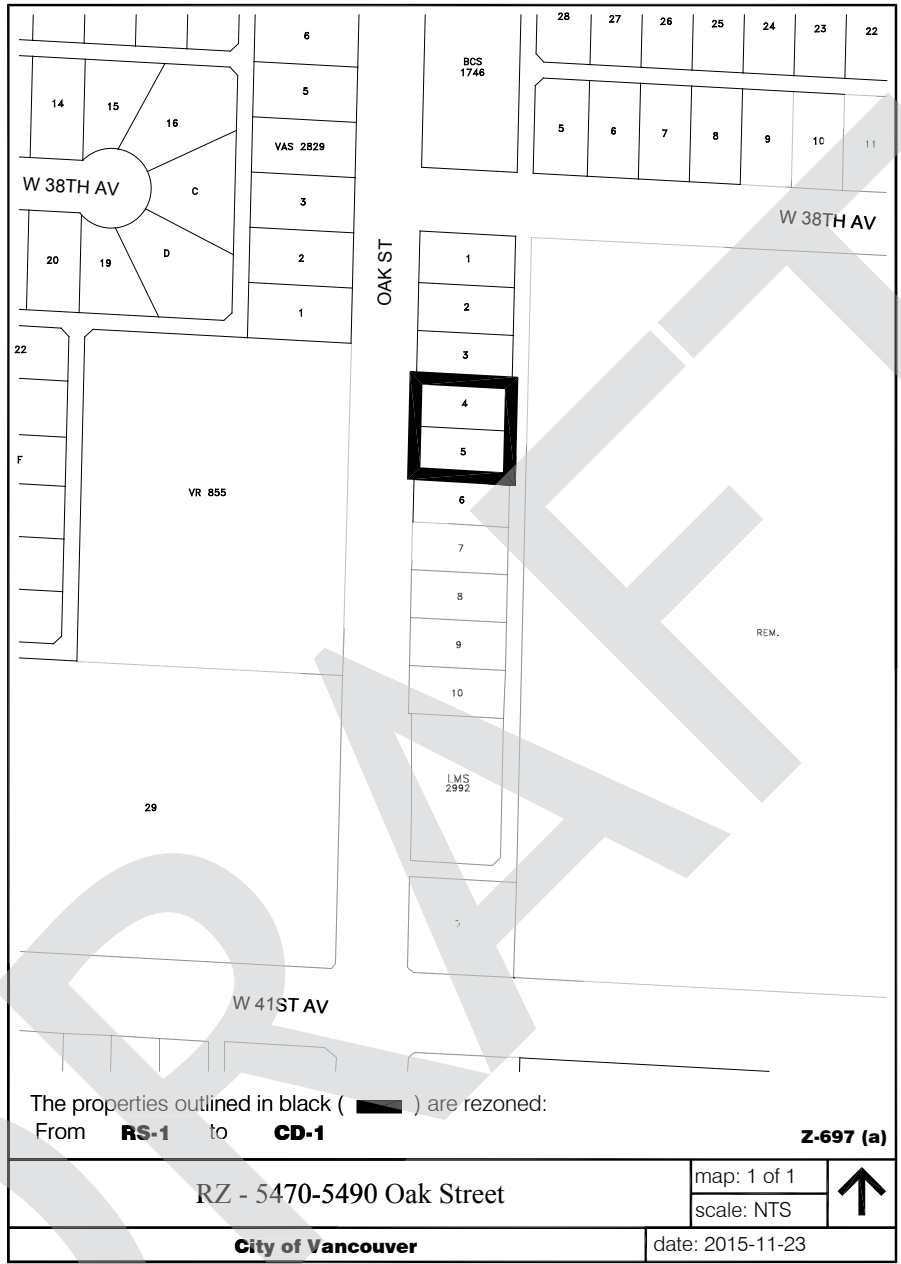 28 27 26 25 24 23 22
6
BCS
1746
5
14 15 16
VAS 2829
5 6 7 8 9 10 11
W 38TH AV
C
3
W 38TH AV
20 19 D
2
1
OAK ST
1
2
3
22
4
5
F
VR 855
6
7
8
REM.
9
10
LMS
2992
29
W 41ST AV
The properties outlined in black ( ) are rezoned:
From RS-1 to CD-1
Z-697 (a)
RZ - 5470-5490 Oak Street
map: 1 of 1
scale: NTS
City of Vancouver
date: 2015-11-23
DRAFT